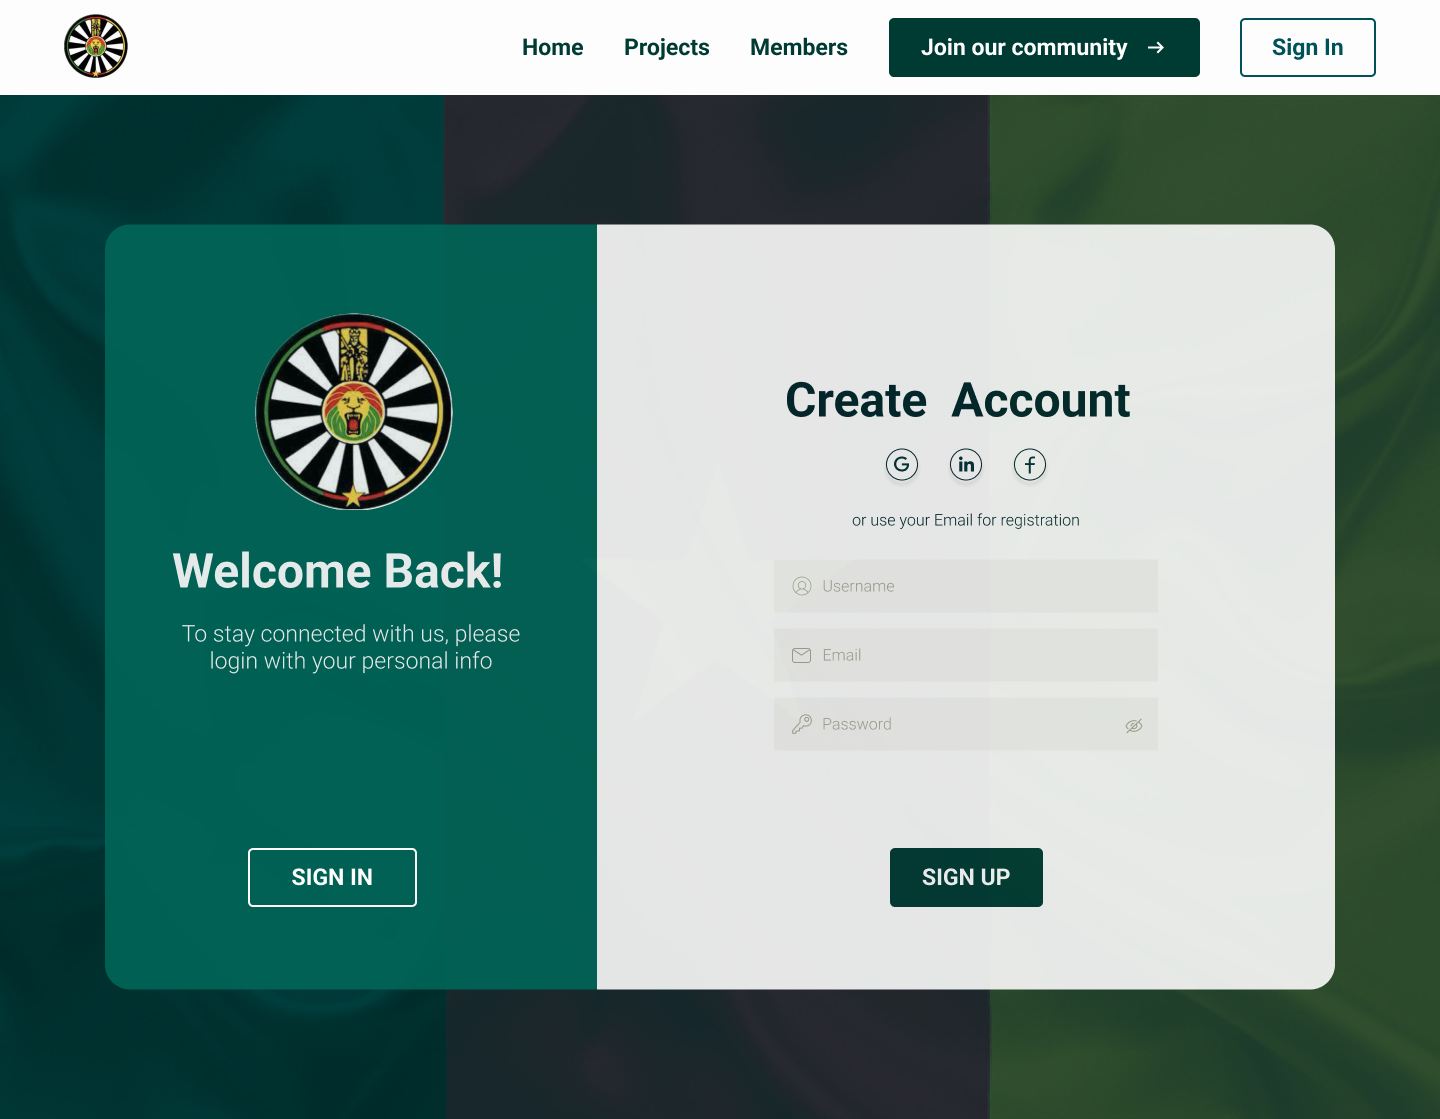 Home
Projects
Members
Join our community
Sign In
Welcome Back!
To stay connected with us, please
login with your personal info
SIGN IN
Create Account
G
in
f
or use your Email for registration
Username
Email
Password
SIGN UP